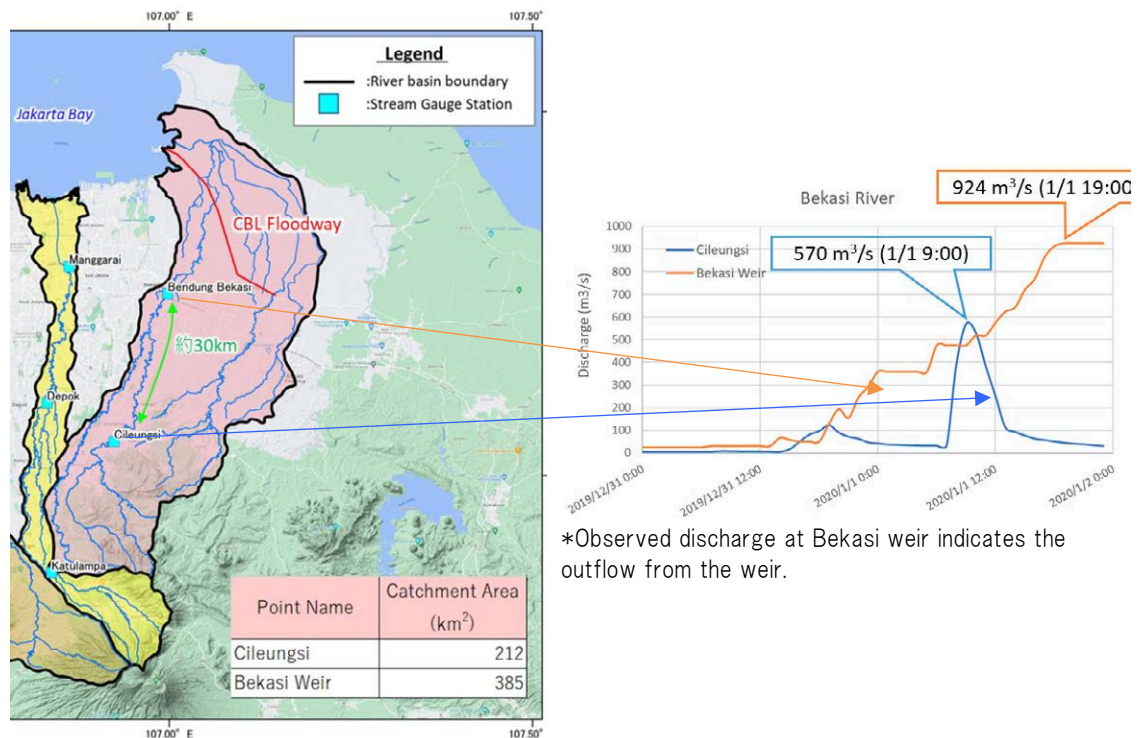 107.00° E
107.50°
Legend
:River basin boundary
:Stream Gauge Station
Jakarta Bay
CBL Floodway
Manggarai
Bendung Bekasi
約30km
Depok
Cileungsi
Katulampa
Point Name
Catchment Area
(km²)
Cileungsi
212
Bekasi Weir
385
107.00° E
107.50°
Bekasi River
924 m³/s (1/1 19:00
570 m³/s (1/1 9:00)
Cileungsi
Bekasi Weir
Discharge (m3/s)
1000
900
800
700
600
500
400
300
200
100
0
2019/12/31 0:00
2019/12/31 12:00
2020/1/1 0:00
2020/1/1 12:00
2020/1/2 0:00
*Observed discharge at Bekasi weir indicates the
outflow from the weir.